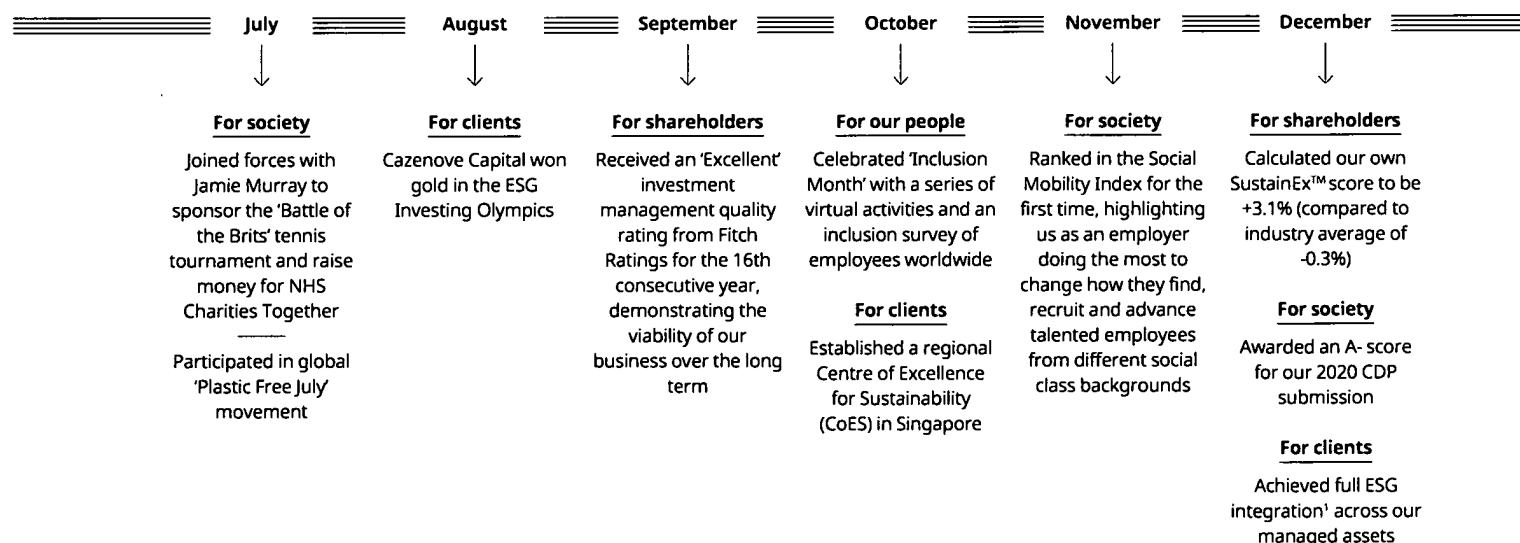 July
August
September
October
November
December
For society
Joined forces with
Jamie Murray to
sponsor the 'Battle of
the Brits' tennis
tournament and raise
money for NHS
Charities Together
Participated in global
'Plastic Free July'
movement
For clients
Cazenove Capital won
gold in the ESG
Investing Olympics
For shareholders
Received an 'Excellent'
investment
management quality
rating from Fitch
Ratings for the 16th
consecutive year,
demonstrating the
viability of our
business over the long
term
For our people
Celebrated 'Inclusion
Month' with a series of
virtual activities and an
inclusion survey of
employees worldwide
For clients
Established a regional
Centre of Excellence
for Sustainability
(CoES) in Singapore
For society
Ranked in the Social
Mobility Index for the
first time, highlighting
us as an employer
doing the most to
change how they find,
recruit and advance
talented employees
from different social
class backgrounds
For shareholders
Calculated our own
SustainEx™ score to be
+3.1% (compared to
industry average of
-0.3%)
For society
Awarded an A- score
for our 2020 CDP
submission
For clients
Achieved full ESG
integration¹ across our
managed assets